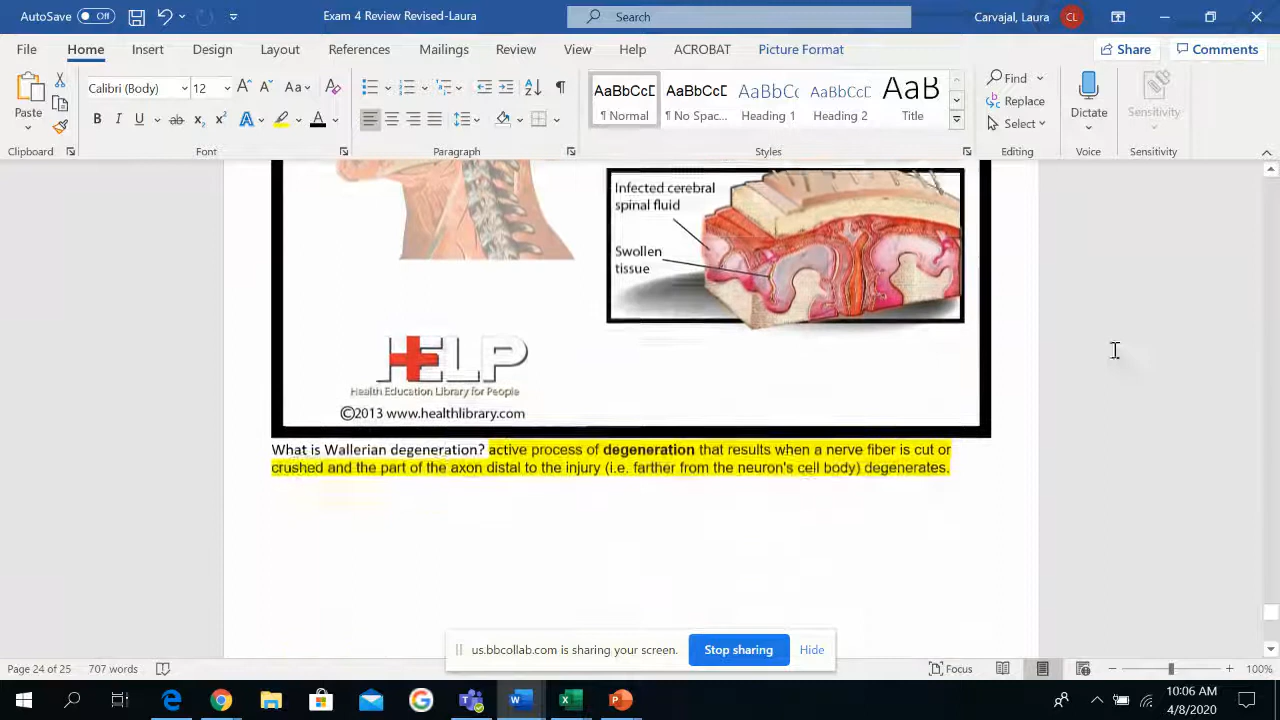 AutoSave Off Exam 4 Review Revised-Laura Search Carvajal, Laura CL
File Home Insert Design Layout References Mailings Review View Help ACROBAT Picture Format Share Comments
Paste
Clipboard
Calibri (Body) 12
Font
Paragraph
AaBbCcD AaBbCcD AaBbCc AaBbCcD AaB
¶ Normal ¶ No Spac... Heading 1 Heading 2 Title
Styles
Find
Replace
Select
Editing
Dictate
Voice
Sensitivity
Sensitivity
Infected cerebral
spinal fluid
Swollen
tissue
HELP
Health Education Library for People
©2013 www.healthlibrary.com
What is Wallerian degeneration? active process of degeneration that results when a nerve fiber is cut or
crushed and the part of the axon distal to the injury (i.e. farther from the neuron's cell body) degenerates.
us.bbcollab.com is sharing your screen. Stop sharing Hide
Page 24 of 25 707 words Focus 100%
10:06 AM
4/8/2020